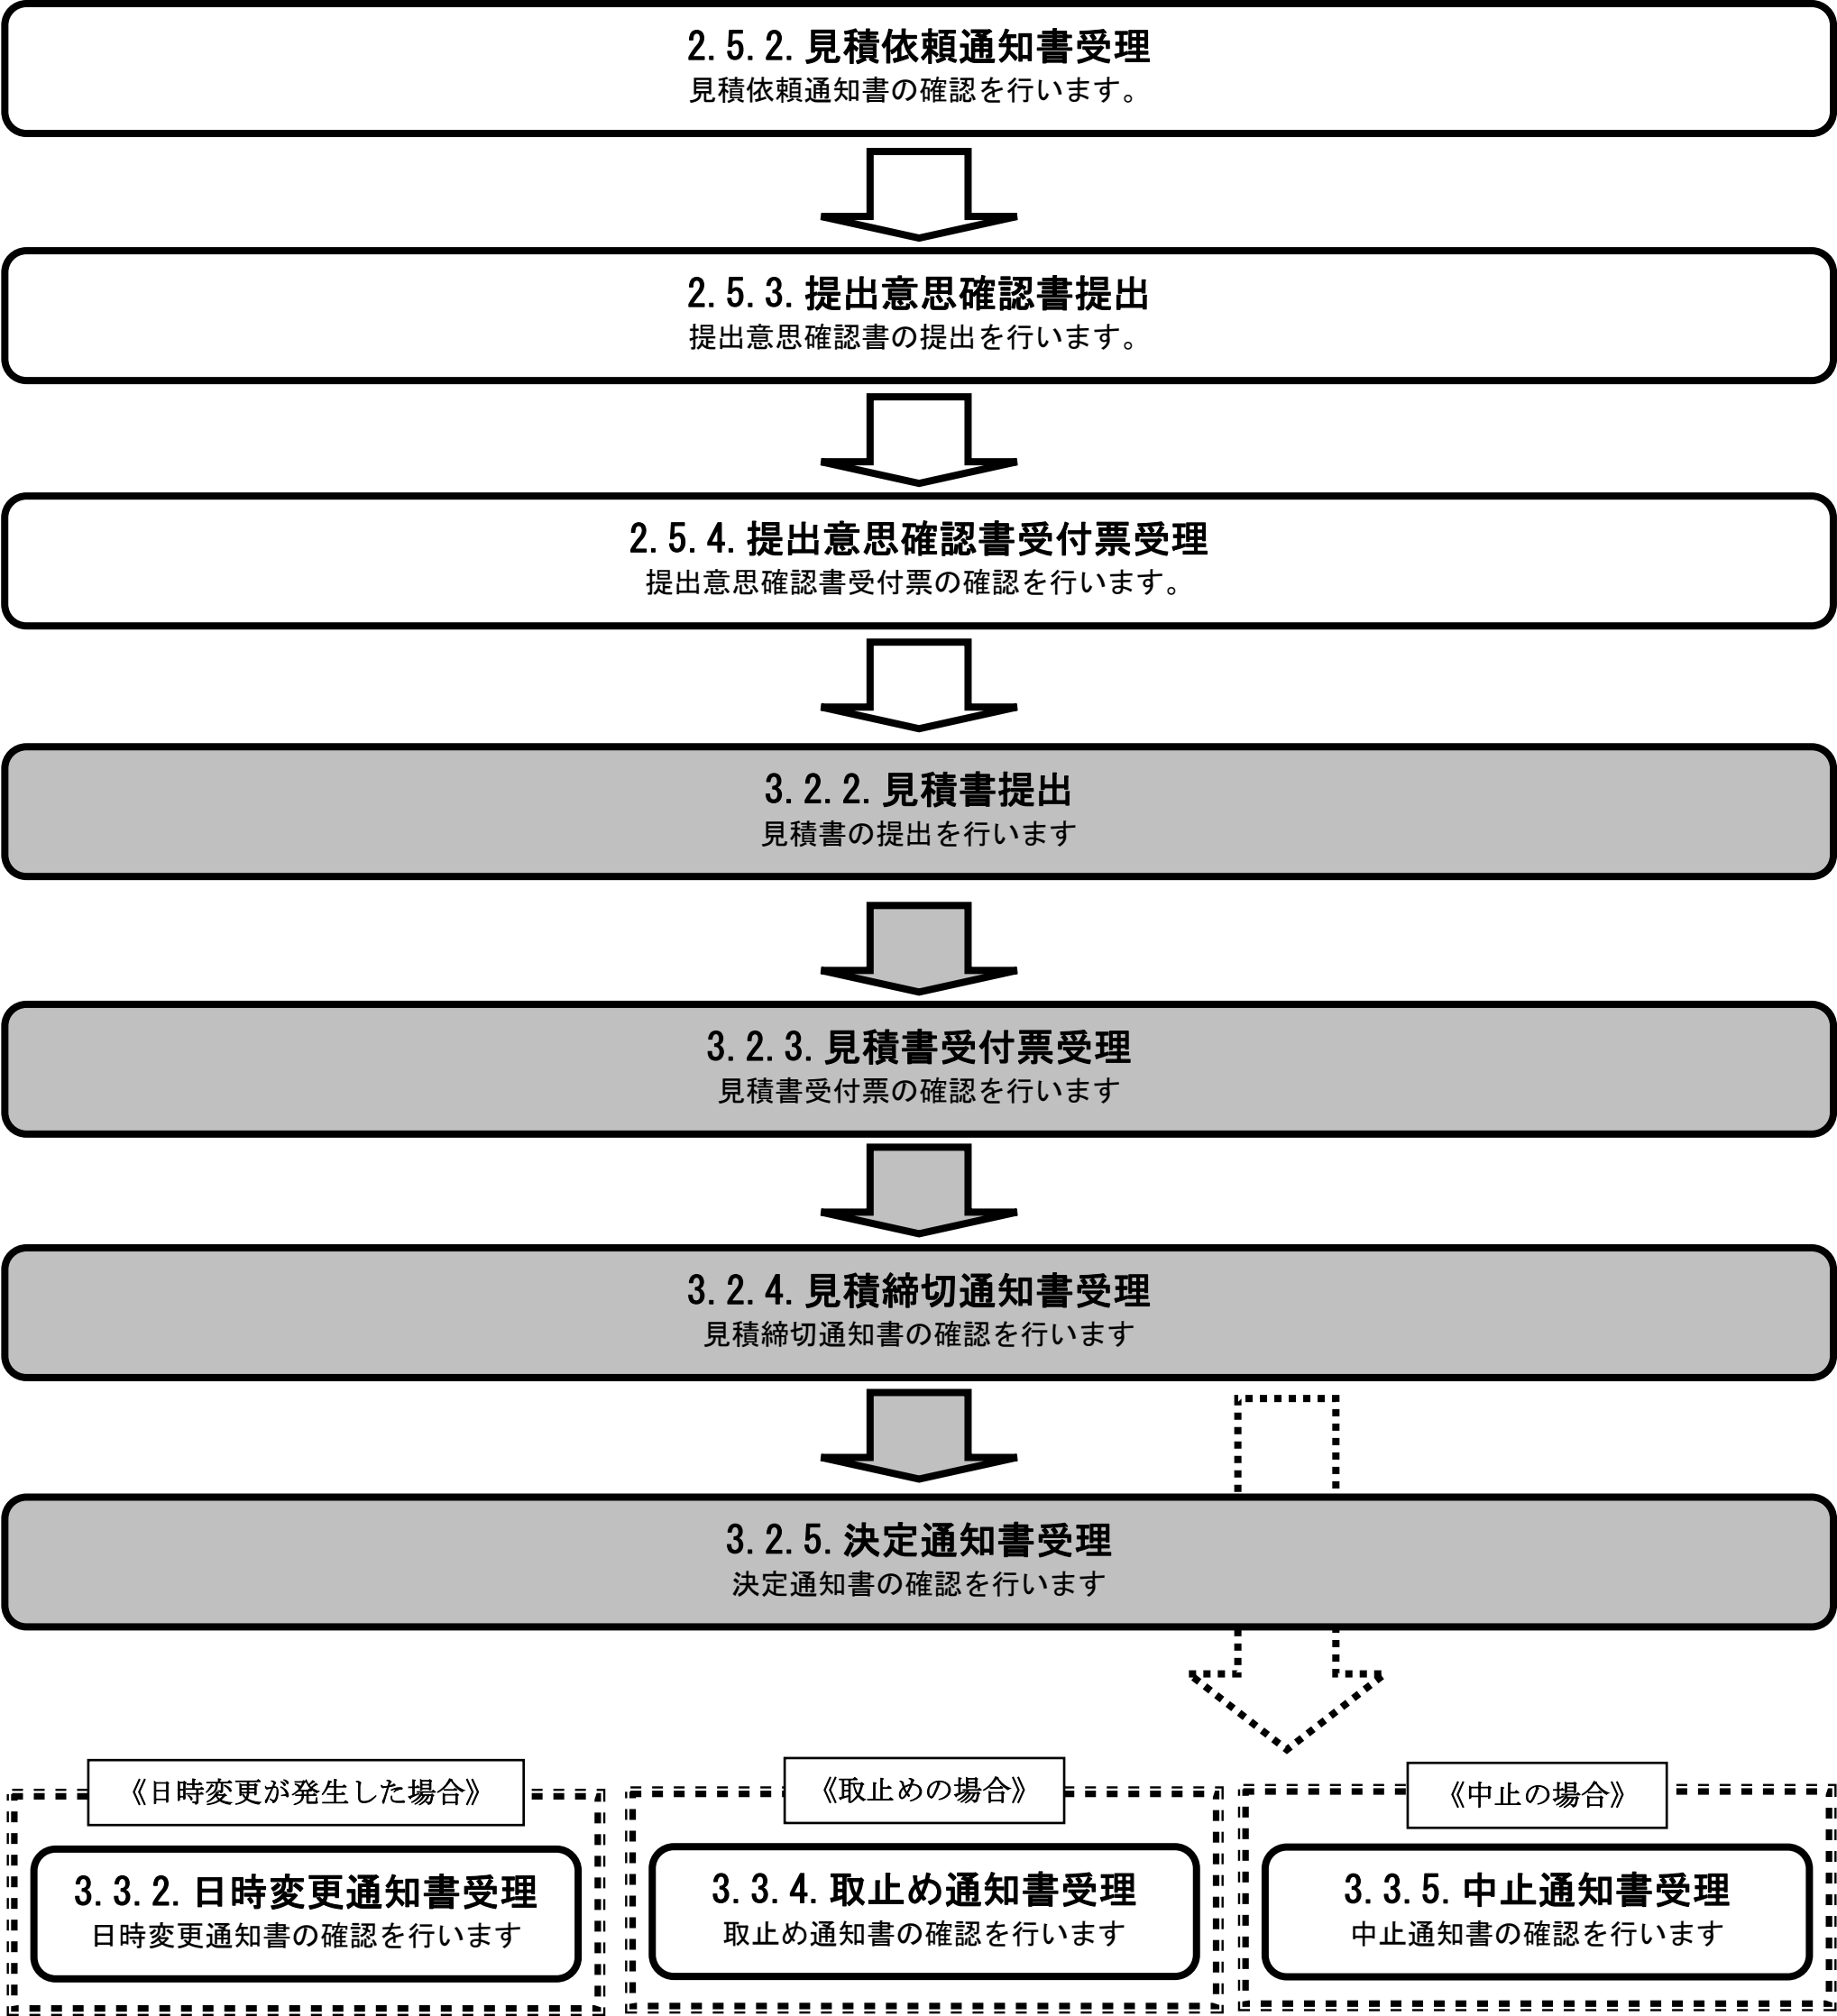 2.5.2.見積依頼通知書受理
見積依頼通知書の確認を行います。
2.5.3.提出意思確認書提出
提出意思確認書の提出を行います。
2.5.4.提出意思確認書受付票受理
提出意思確認書受付票の確認を行います。
3.2.2.見積書提出
見積書の提出を行います
3.2.3.見積書受付票受理
見積書受付票の確認を行います
3.2.4.見積締切通知書受理
見積締切通知書の確認を行います
3.2.5.決定通知書受理
決定通知書の確認を行います
《日時変更が発生した場合》
3.3.2.日時変更通知書受理
日時変更通知書の確認を行います
《取止めの場合》
3.3.4.取止め通知書受理
取止め通知書の確認を行います
《中止の場合》
3.3.5.中止通知書受理
中止通知書の確認を行います